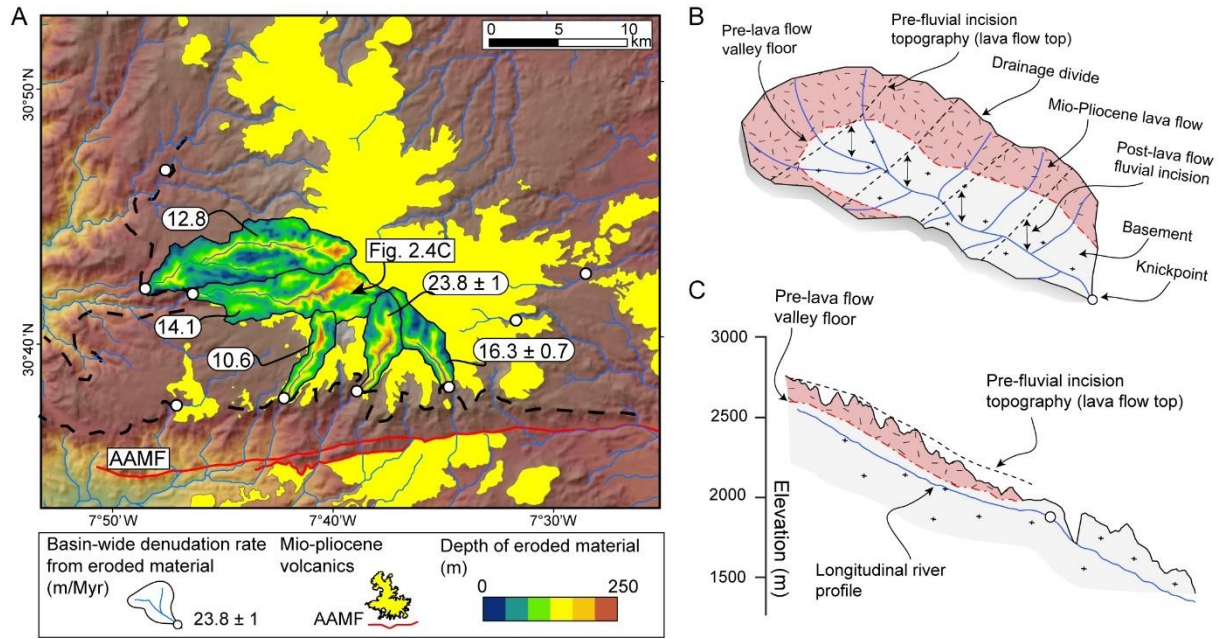 A
0 5 10
km
30°50'N
30°40'N
12.8
Fig. 2.4C
23.8 ± 1
14.1
10.6
16.3 ± 0.7
AAMF
7°50'W
7°40'W
7°30'W
Basin-wide denudation rate
from eroded material
(m/Myr)
23.8 ± 1
Mio-pliocene
volcanics
AAMF
Depth of eroded material
(m)
0 250
B
Pre-lava flow
valley floor
Pre-fluvial incision
topography (lava flow top)
Drainage divide
Mio-Pliocene lava flow
Post-lava flow
fluvial incision
Basement
Knickpoint
C
Pre-lava flow
valley floor
3000
2500
2000
1500
Elevation (m)
Pre-fluvial incision
topography (lava flow top)
Longitudinal river
profile